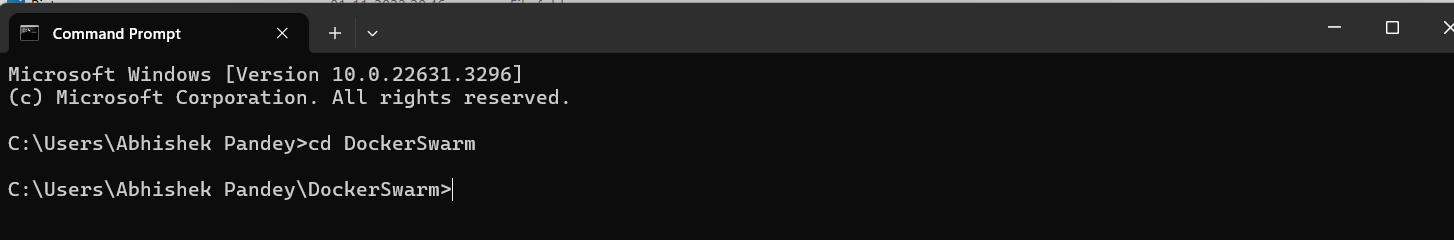 Command Prompt
Microsoft Windows [Version 10.0.22631.3296]
(c) Microsoft Corporation. All rights reserved.
C:\Users\Abhishek Pandey>cd DockerSwarm
C:\Users\Abhishek Pandey\DockerSwarm>